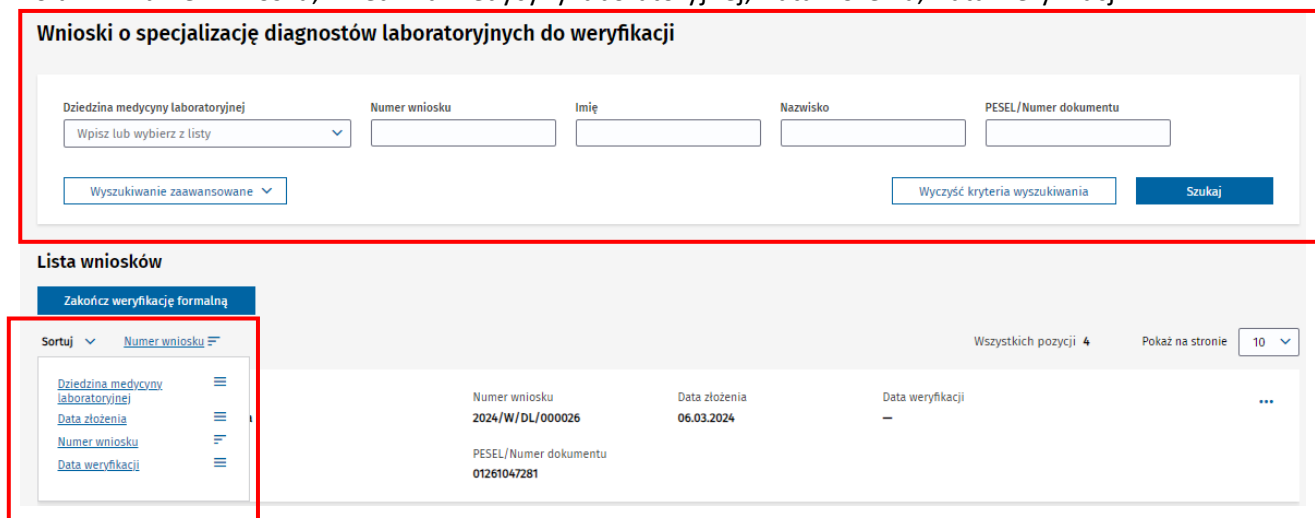 Wnioski o specjalizację diagnostów laboratoryjnych do weryfikacji
Dziedzina medycyny laboratoryjnej
Numer wniosku
Imię
Nazwisko
PESEL/Numer dokumentu
Wpisz lub wybierz z listy
Wyszukiwanie zaawansowane
Wyczyść kryteria wyszukiwania
Szukaj
Lista wniosków
Zakończ weryfikację formalną
Sortuj
Numer wniosku
Wszystkich pozycji 4
Pokaż na stronie
10
Dziedzina medycyny
laboratoryjnej
Data złożenia
Numer wniosku
Data weryfikacji
Numer wniosku
2024/W/DL/000026
Data złożenia
06.03.2024
Data weryfikacji
—
PESEL/Numer dokumentu
01261047281